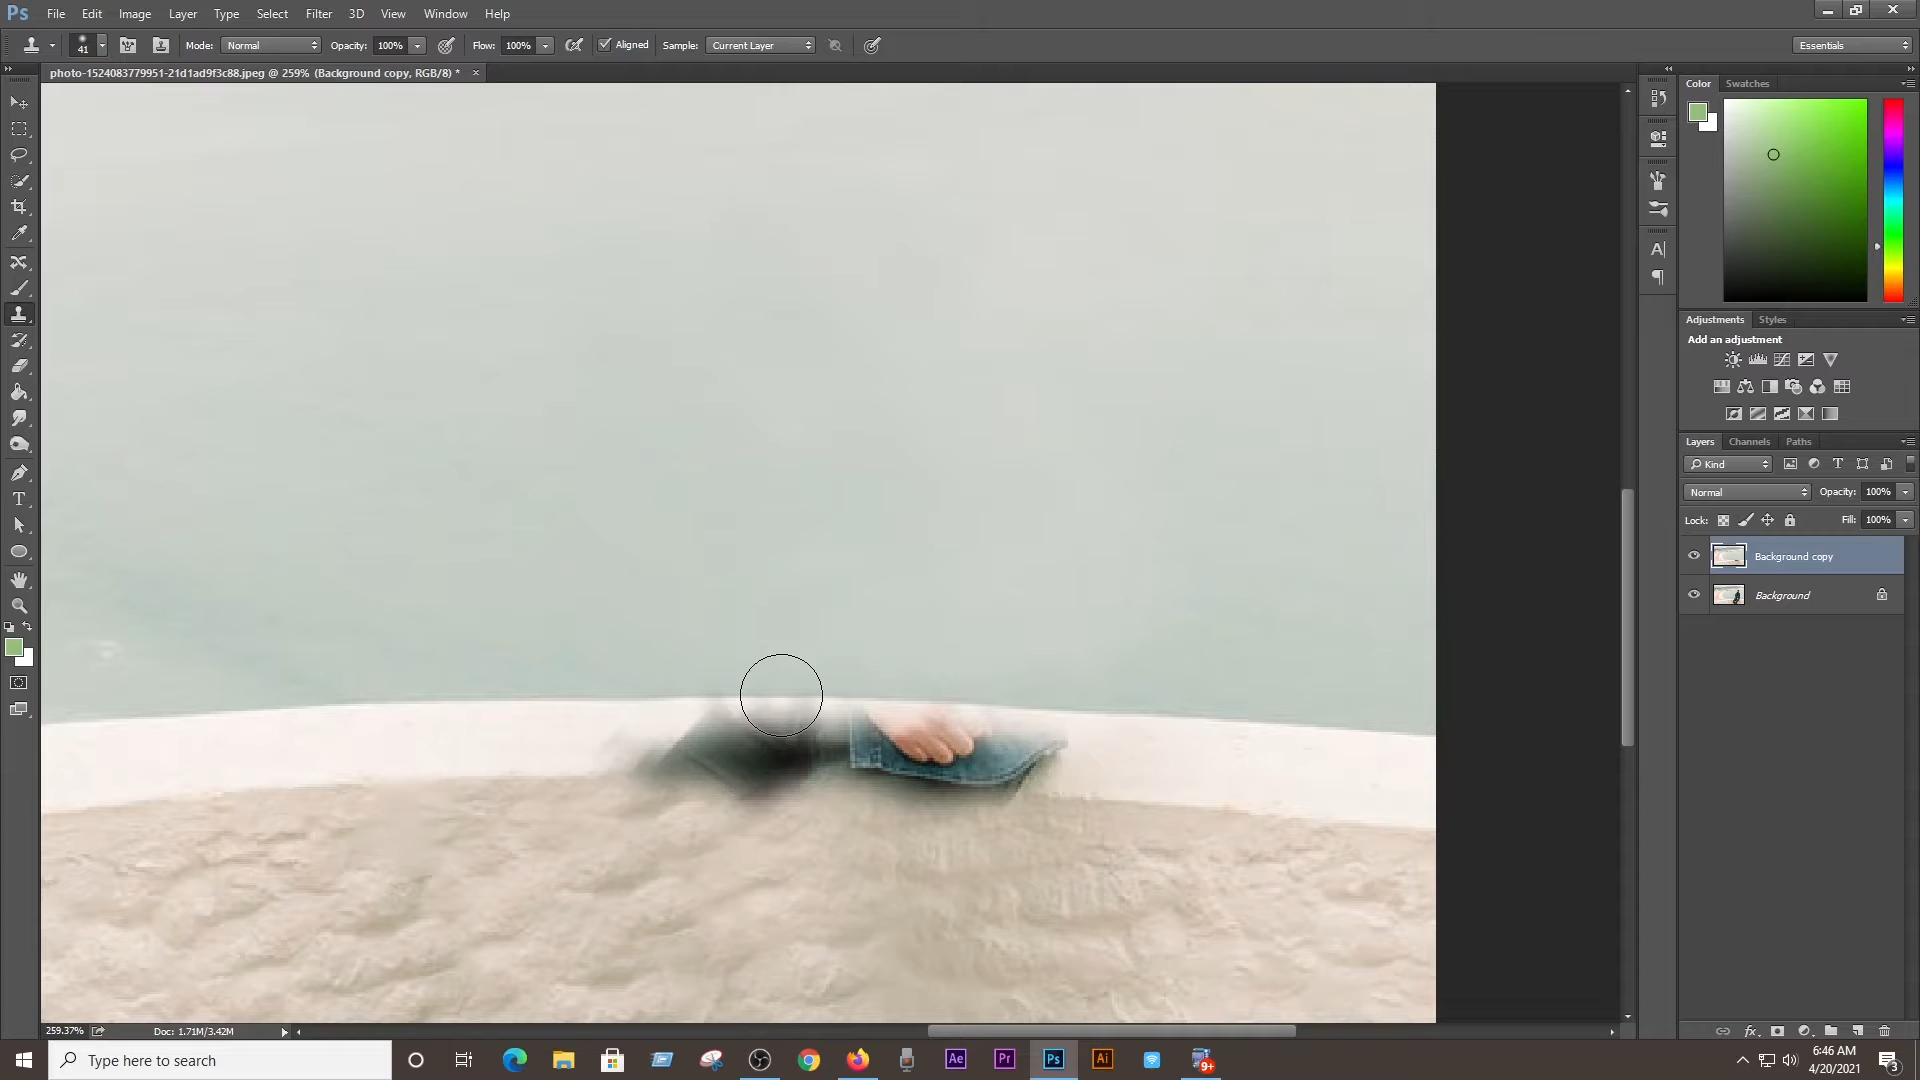 Ps File Edit Image Layer Type Select Filter 3D View Window Help
41 Mode: Normal Opacity: 100% Flow: 100% Aligned Sample: Current Layer Essentials
photo-1524083779951-21d1ad9f3c88.jpeg @ 259% (Background copy, RGB/8) * ×
Color Swatches
Adjustments Styles
Add an adjustment
Layers Channels Paths
Kind
Normal Opacity: 100%
Lock: Fill: 100%
Background copy
Background
259.37% Doc: 1.71M/3.42M
Type here to search
Ae Pr Ps Ai 9+
6:46 AM
4/20/2021
3